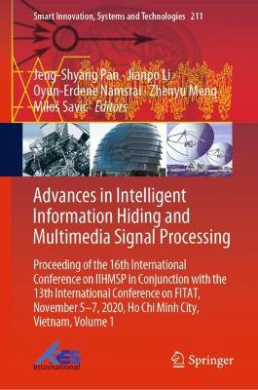 Smart Innovation, Systems and Technologies 211
Jeng-Shyang Pan · Jianpo Li
Oyun-Erdene Namsrai · Zhenyu Meng
Miloš Savić Editors
Advances in Intelligent
Information Hiding and
Multimedia Signal Processing
Proceeding of the 16th International
Conference on IIHMSP in Conjunction with the
13th International Conference on FITAT,
November 5–7, 2020, Ho Chi Minh City,
Vietnam, Volume 1
KES
International
Springer